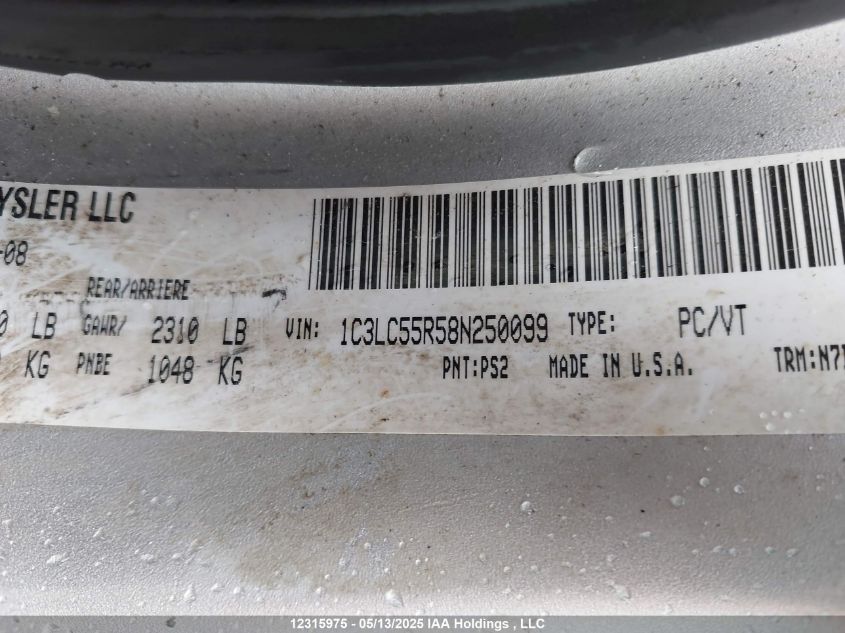 YSLER LLC
-08
REAR/ARRIERE
0 LB GAWR/ 2310 LB VIN: 1C3LC55R58N250099 TYPE: PC/VT
KG PNBE 1048 KG PNT:PS2 MADE IN U.S.A. TRM:N7
12315975 - 05/13/2025 IAA Holdings , LLC